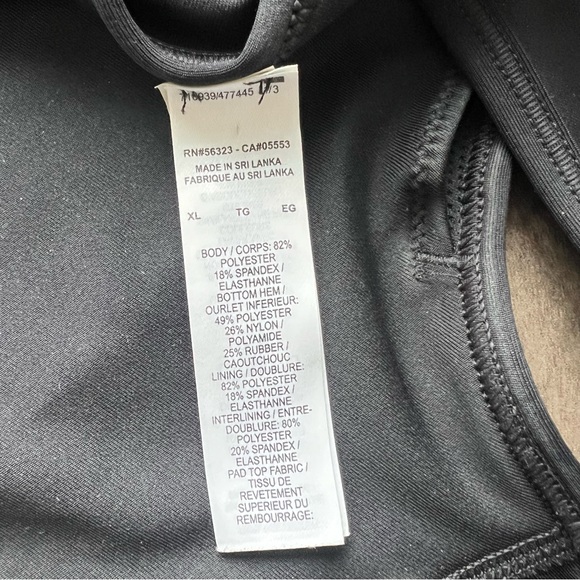 939/477445 /3
RN#56323 - CA#05553
MADE IN SRI LANKA
FABRIQUE AU SRI LANKA
XL TG EG
BODY / CORPS: 82%
POLYESTER
18% SPANDEX /
ELASTHANNE
BOTTOM HEM /
OURLET INFERIEUR:
49% POLYESTER
26% NYLON /
POLYAMIDE
25% RUBBER /
CAOUTCHOUC
LINING / DOUBLURE:
82% POLYESTER
18% SPANDEX /
ELASTHANNE
INTERLINING / ENTRE-
DOUBLURE: 80%
POLYESTER
20% SPANDEX /
ELASTHANNE
PAD TOP FABRIC /
TISSU DE
REVETEMENT
SUPERIEUR DU
REMBOURRAGE: